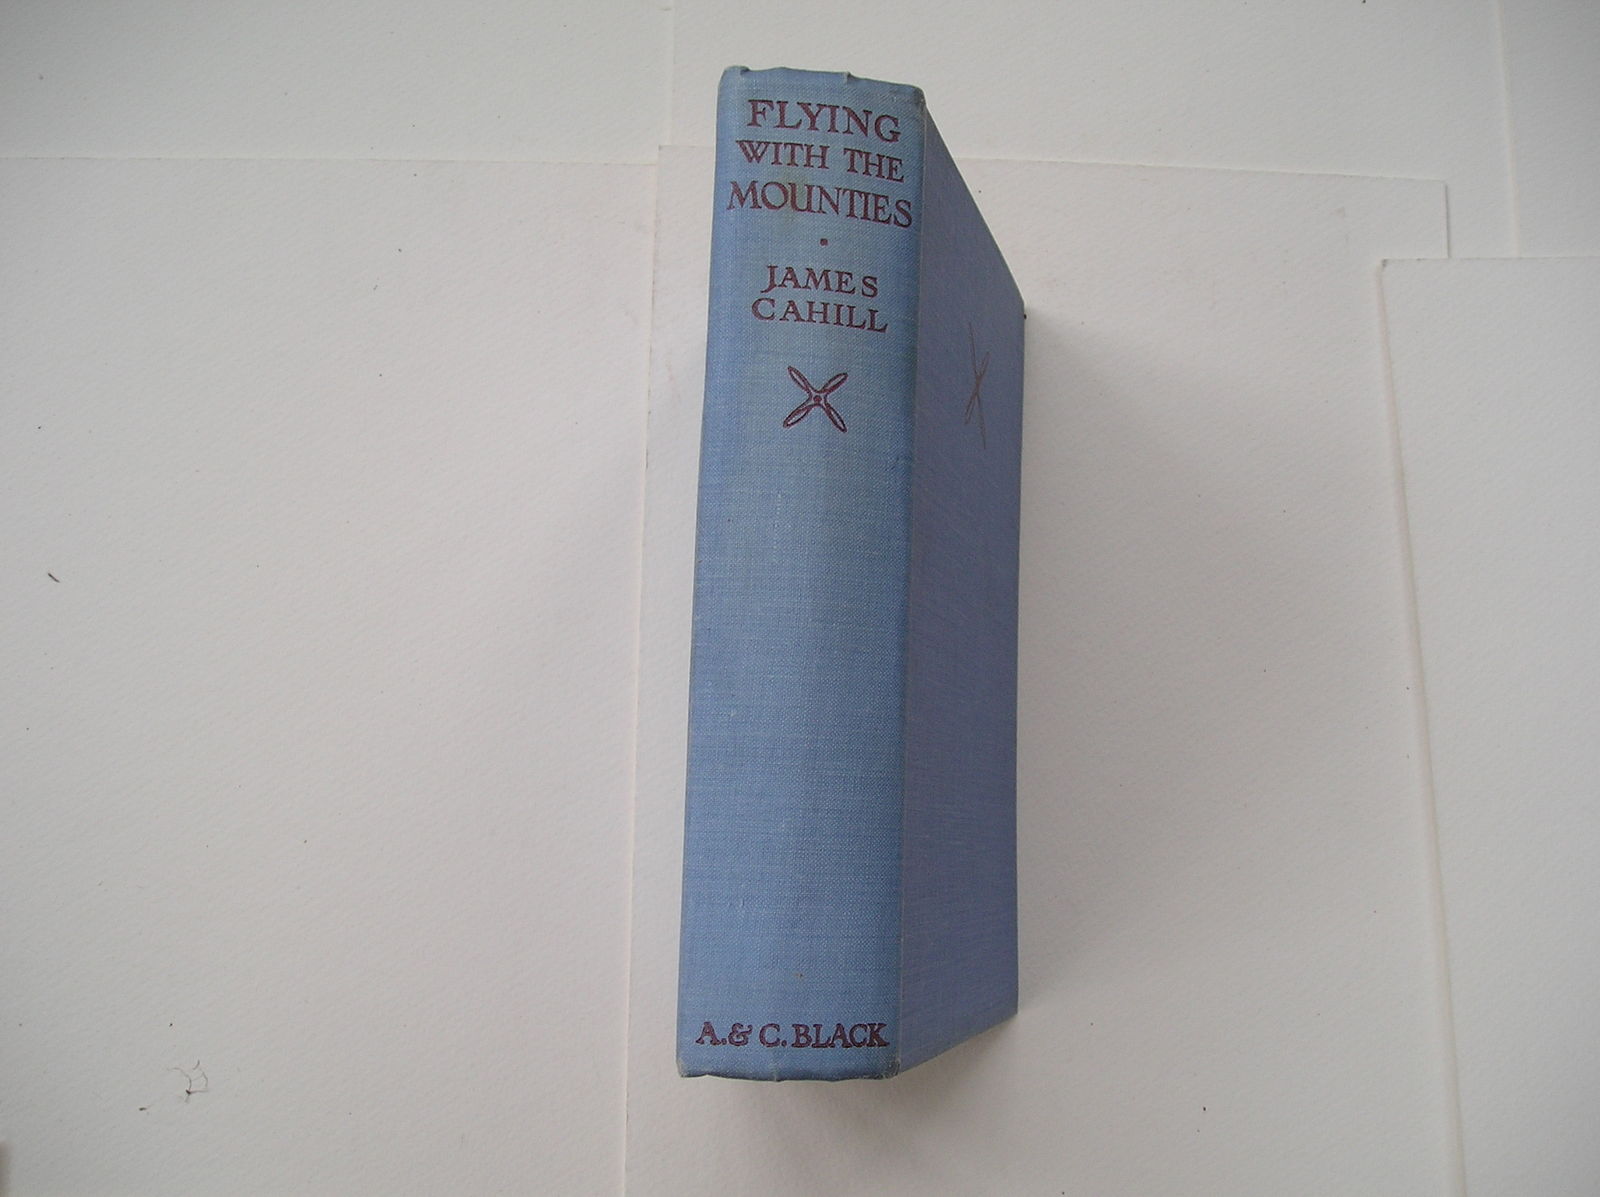 FLYING
WITH THE
MOUNTIES
·
JAMES
CAHILL
A. & C. BLACK